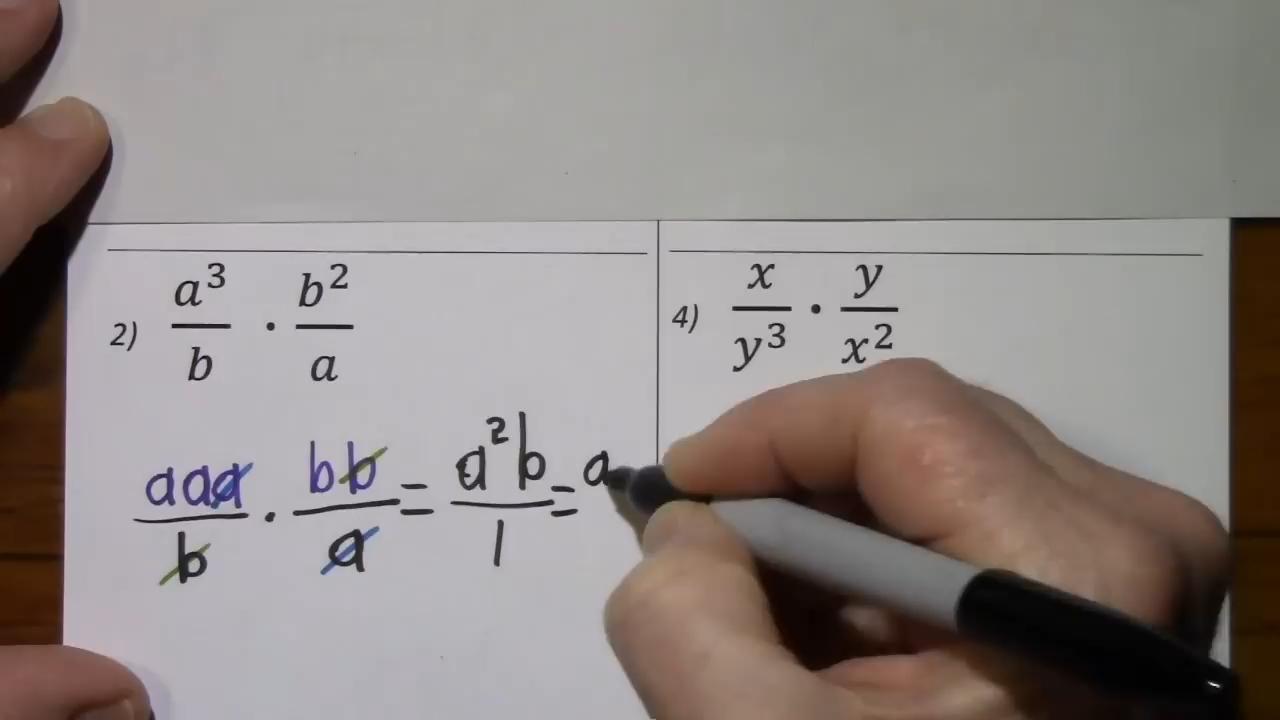 2) a³/b · b²/a
aaa/b · bb/a = a²b/1 = a
4) x/y³ · y/x²